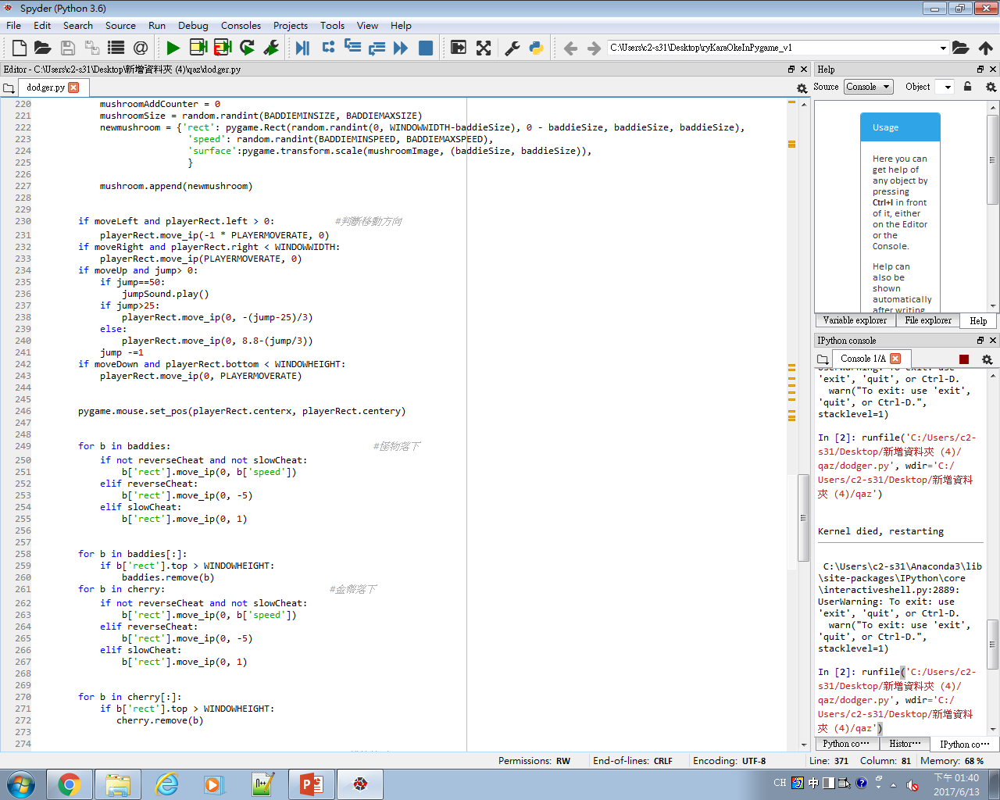 Spyder (Python 3.6)
File Edit Search Source Run Debug Consoles Projects Tools View Help
C:\Users\c2-s31\Desktop\ryKaraOkeInPygame_v1
Editor - C:\Users\c2-s31\Desktop\新增資料夾 (4)\qaz\dodger.py
dodger.py
220 mushroomAddCounter = 0
221 mushroomSize = random.randint(BADDIEMINSIZE, BADDIEMAXSIZE)
222 newmushroom = {'rect': pygame.Rect(random.randint(0, WINDOWWIDTH-baddieSize), 0 - baddieSize, baddieSize, baddieSize),
223 'speed': random.randint(BADDIEMINSPEED, BADDIEMAXSPEED),
224 'surface':pygame.transform.scale(mushroomImage, (baddieSize, baddieSize)),
225 }
226
227 mushroom.append(newmushroom)
228
229
230 if moveLeft and playerRect.left > 0: #判斷移動方向
231 playerRect.move_ip(-1 * PLAYERMOVERATE, 0)
232 if moveRight and playerRect.right < WINDOWWIDTH:
233 playerRect.move_ip(PLAYERMOVERATE, 0)
234 if moveUp and jump> 0:
235 if jump==50:
236 jumpSound.play()
237 if jump>25:
238 playerRect.move_ip(0, -(jump-25)/3)
239 else:
240 playerRect.move_ip(0, 8.8-(jump/3))
241 jump -=1
242 if moveDown and playerRect.bottom < WINDOWHEIGHT:
243 playerRect.move_ip(0, PLAYERMOVERATE)
244
245
246 pygame.mouse.set_pos(playerRect.centerx, playerRect.centery)
247
248
249 for b in baddies: #怪物落下
250 if not reverseCheat and not slowCheat:
251 b['rect'].move_ip(0, b['speed'])
252 elif reverseCheat:
253 b['rect'].move_ip(0, -5)
254 elif slowCheat:
255 b['rect'].move_ip(0, 1)
256
257
258 for b in baddies[:]:
259 if b['rect'].top > WINDOWHEIGHT:
260 baddies.remove(b)
261 for b in cherry: #金幣落下
262 if not reverseCheat and not slowCheat:
263 b['rect'].move_ip(0, b['speed'])
264 elif reverseCheat:
265 b['rect'].move_ip(0, -5)
266 elif slowCheat:
267 b['rect'].move_ip(0, 1)
268
269
270 for b in cherry[:]:
271 if b['rect'].top > WINDOWHEIGHT:
272 cherry.remove(b)
273
274
Help
Source Console Object
Usage
Here you can
get help of
any object by
pressing
Ctrl+I in front
of it, either
on the Editor
or the
Console.
Help can
also be
shown
automatically
after writing
Variable explorer File explorer Help
IPython console
Console 1/A
UserWarning: To exit: use
'exit', 'quit', or Ctrl-D.
warn("To exit: use 'exit',
'quit', or Ctrl-D.",
stacklevel=1)
In [2]: runfile('C:/Users/c2-
s31/Desktop/新增資料夾 (4)/
qaz/dodger.py', wdir='C:/
Users/c2-s31/Desktop/新增資料
夾 (4)/qaz')
Kernel died, restarting
C:\Users\c2-s31\Anaconda3\lib
\site-packages\IPython\core
\interactiveshell.py:2889:
UserWarning: To exit: use
'exit', 'quit', or Ctrl-D.
warn("To exit: use 'exit',
'quit', or Ctrl-D.",
stacklevel=1)
In [2]: runfile('C:/Users/c2-
s31/Desktop/新增資料夾 (4)/
qaz/dodger.py', wdir='C:/
Users/c2-s31/Desktop/新增資料
夾 (4)/qaz')
Python co··· Histor··· IPython co···
Permissions: RW End-of-lines: CRLF Encoding: UTF-8 Line: 371 Column: 81 Memory: 68 %
CH 中 下午 01:40
2017/6/13